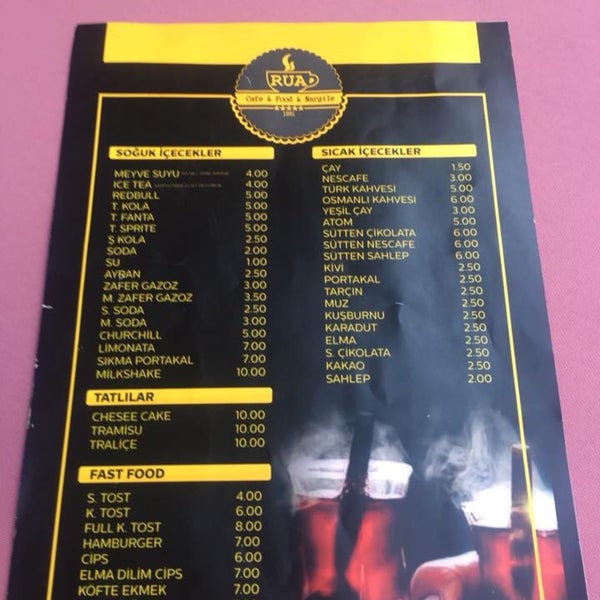 RUA
Cafe & Food & Nargile
1981
SOĞUK İÇECEKLER
MEYVE SUYU 4.00
ICE TEA 4.00
REDBULL 5.00
T. KOLA 5.00
T. FANTA 5.00
T. SPRITE 5.00
Ş KOLA 2.50
SODA 2.00
SU 1.00
AYRAN 2.50
ZAFER GAZOZ 3.00
M. ZAFER GAZOZ 3.50
S. SODA 2.50
M. SODA 3.00
CHURCHILL 5.00
LIMONATA 7.00
SIKMA PORTAKAL 7.00
MILKSHAKE 10.00
TATLILAR
CHESEE CAKE 10.00
TRAMISU 10.00
TRALİÇE 10.00
FAST FOOD
S. TOST 4.00
K. TOST 6.00
FULL K. TOST 8.00
HAMBURGER 7.00
CİPS 6.00
ELMA DİLİM CİPS 7.00
KÖFTE EKMEK 7.00
SICAK İÇECEKLER
ÇAY 1.50
NESCAFE 3.00
TÜRK KAHVESİ 5.00
OSMANLI KAHVESİ 6.00
YEŞİL ÇAY 3.00
ATOM 5.00
SÜTTEN ÇİKOLATA 6.00
SÜTTEN NESCAFE 6.00
SÜTTEN SAHLEP 6.00
KİVİ 2.50
PORTAKAL 2.50
TARÇIN 2.50
MUZ 2.50
KUŞBURNU 2.50
KARADUT 2.50
ELMA 2.50
S. ÇİKOLATA 2.50
KAKAO 2.50
SAHLEP 2.00